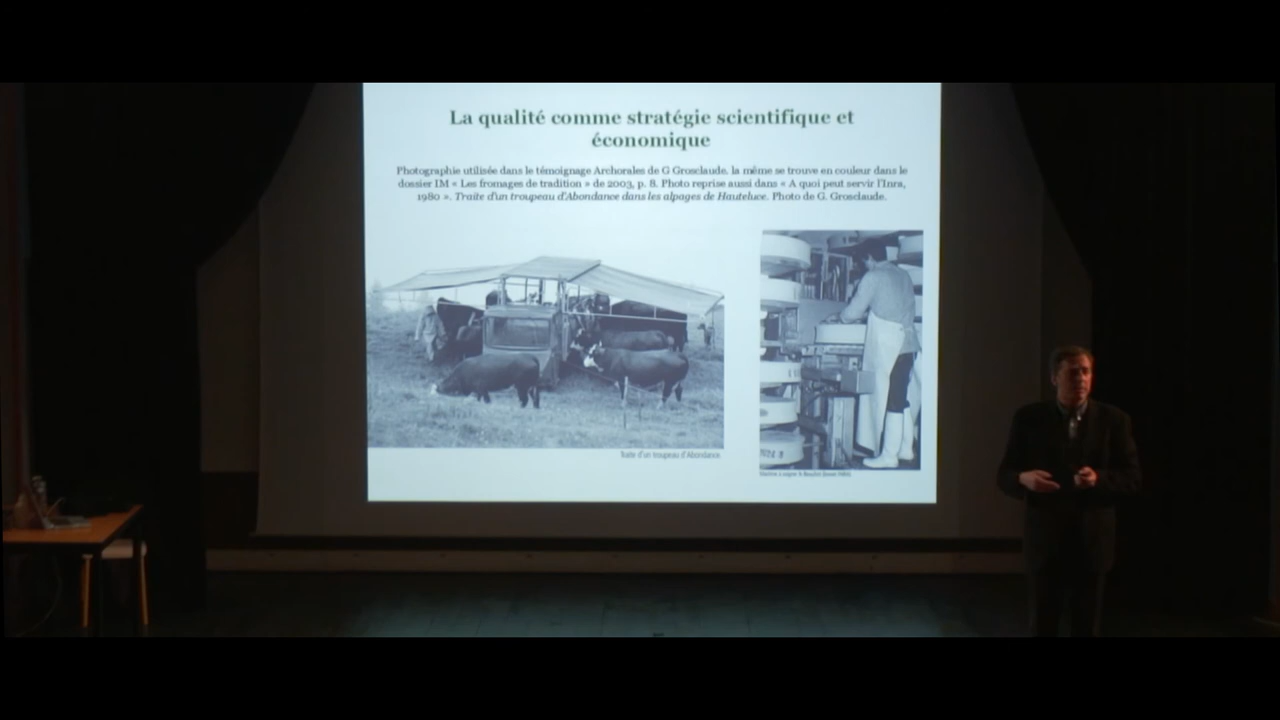 La qualité comme stratégie scientifique et
économique
Photographie utilisée dans le témoignage Archorales de G Grosclaude. la même se trouve en couleur dans le
dossier IM « Les fromages de tradition » de 2003, p. 8. Photo reprise aussi dans « A quoi peut servir l'Inra,
1980 ». Traite d'un troupeau d'Abondance dans les alpages de Hauteluce. Photo de G. Grosclaude.
Traite d'un troupeau d'Abondance